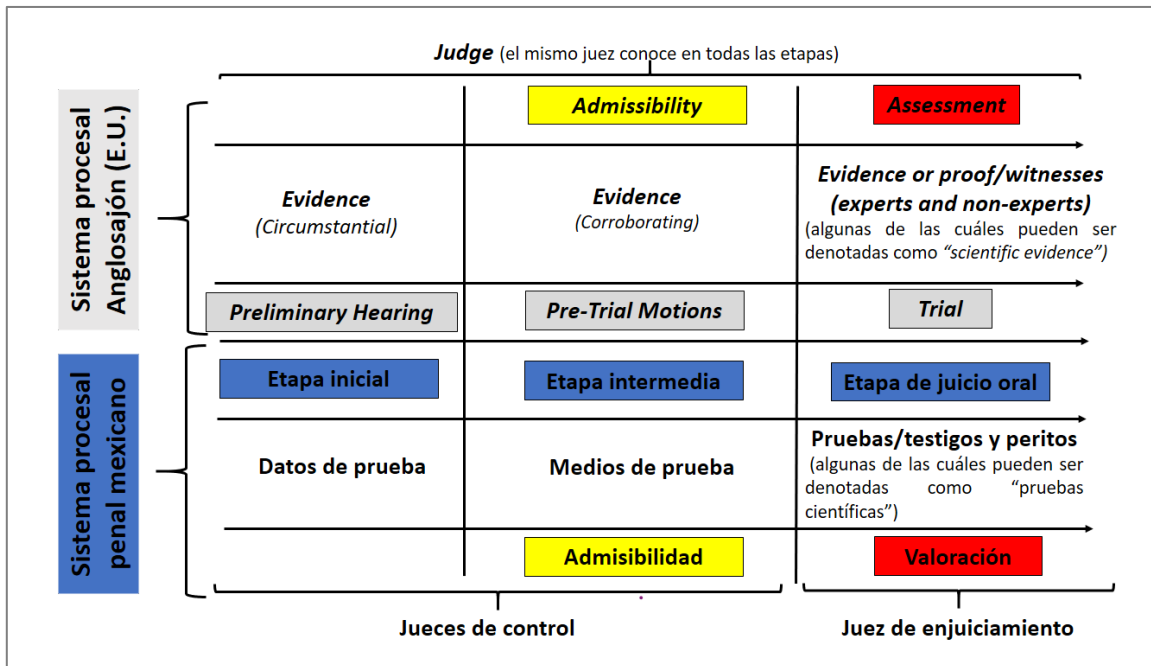 Judge (el mismo juez conoce en todas las etapas)
Sistema procesal
Anglosajón (E.U.)
Admissibility
Assessment
Evidence
(Circumstantial)
Evidence
(Corroborating)
Evidence or proof/witnesses
(experts and non-experts)
(algunas de las cuáles pueden ser
denotadas como “scientific evidence”)
Preliminary Hearing
Pre-Trial Motions
Trial
Sistema procesal
penal mexicano
Etapa inicial
Etapa intermedia
Etapa de juicio oral
Datos de prueba
Medios de prueba
Pruebas/testigos y peritos
(algunas de las cuáles pueden ser
denotadas como “pruebas
científicas”)
Admisibilidad
Valoración
Jueces de control
Juez de enjuiciamiento